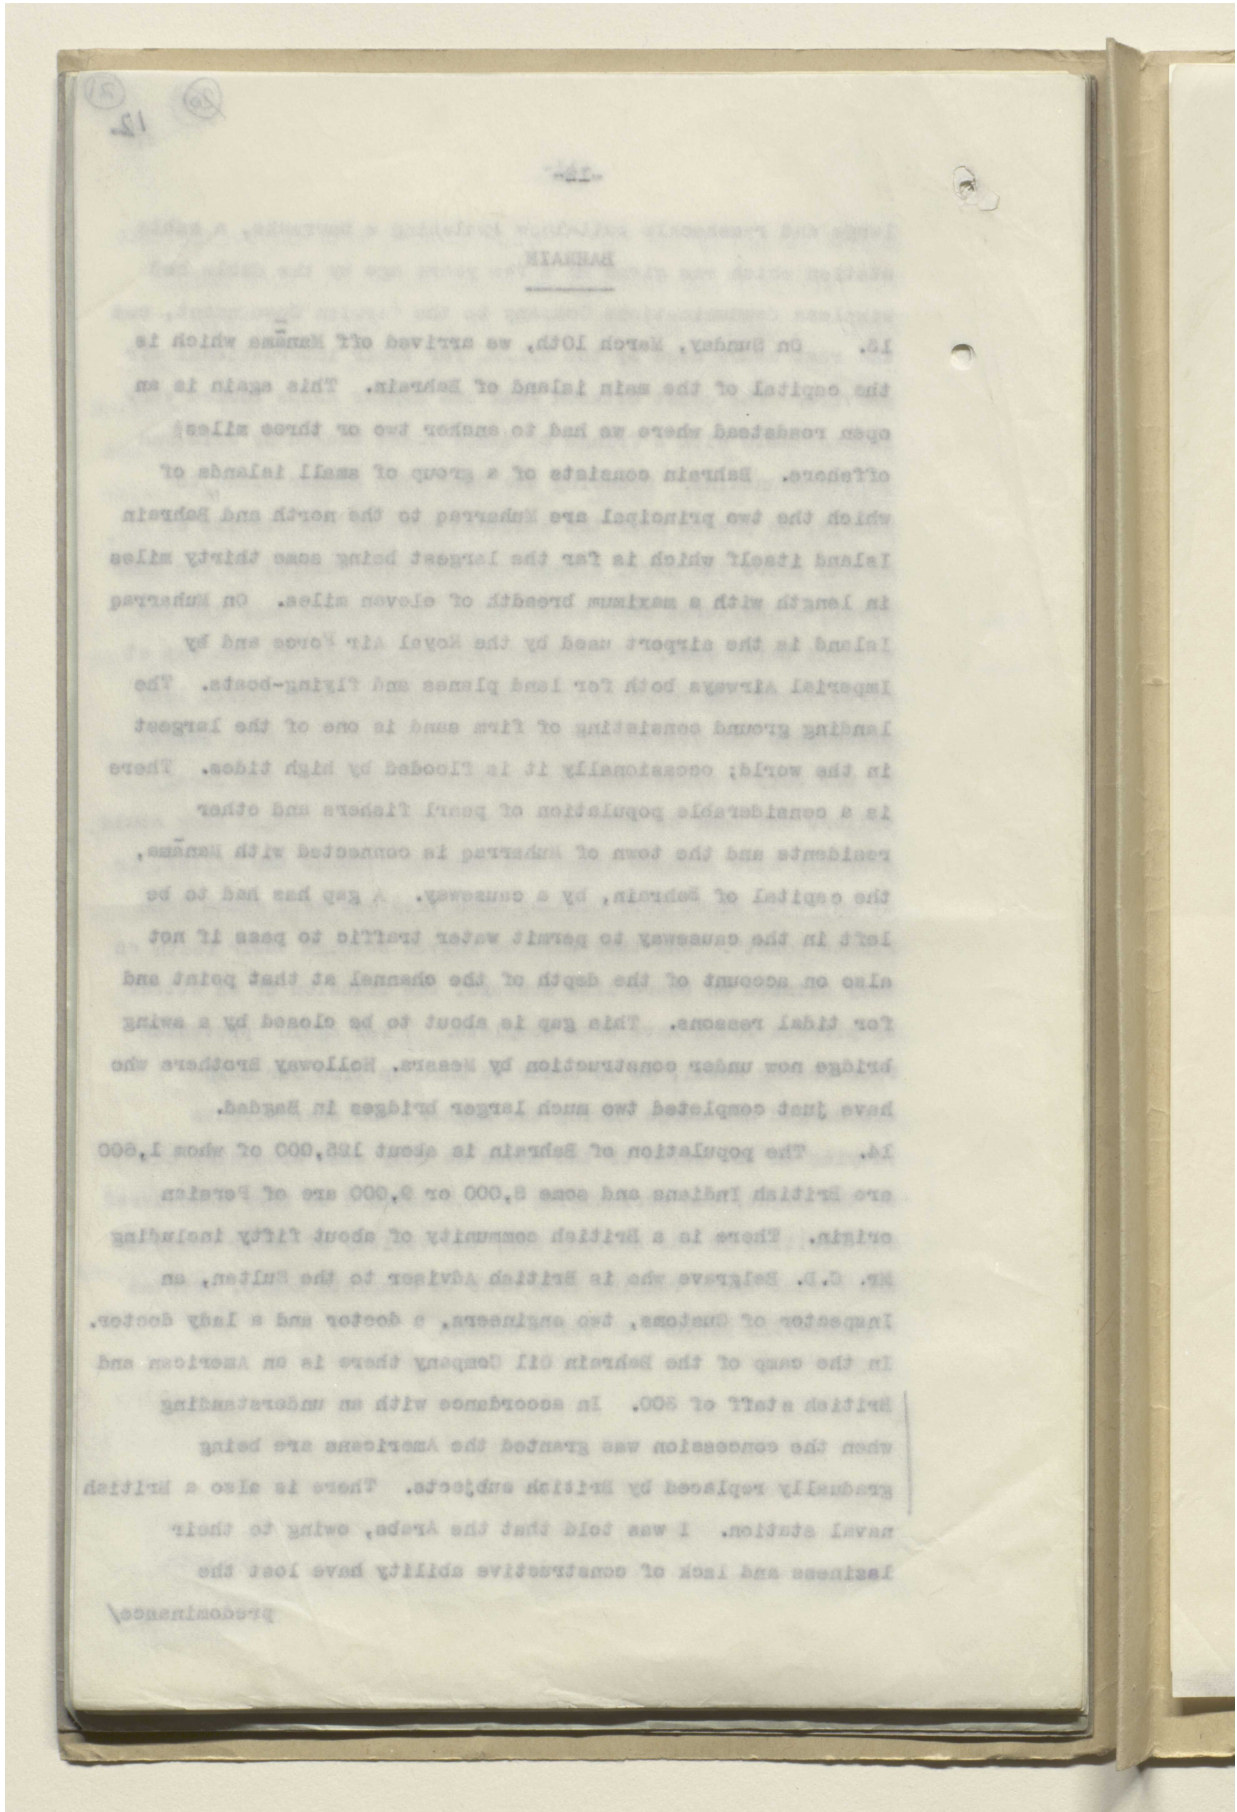 12
-12-
BAHRAIN
13. On Sunday, March 10th, we arrived off Manāma which is
the capital of the main island of Bahrain. This again is an
open roadstead where we had to anchor two or three miles
offshore. Bahrain consists of a group of small islands of
which the two principal are Muharraq to the north and Bahrain
Island itself which is far the largest being some thirty miles
in length with a maximum breadth of eleven miles. On Muharraq
Island is the airport used by the Royal Air Force and by
Imperial Airways both for land planes and flying-boats. The
landing ground consisting of firm sand is one of the largest
in the world; occasionally it is flooded by high tides. There
is a considerable population of pearl fishers and other
residents and the town of Muharraq is connected with Manāma,
the capital of Bahrain, by a causeway. A gap has had to be
left in the causeway to permit water traffic to pass if not
also on account of the depth of the channel at that point and
for tidal reasons. This gap is about to be closed by a swing
bridge now under construction by Messrs. Holloway Brothers who
have just completed two much larger bridges in Bagdad.
14. The population of Bahrain is about 125,000 of whom 1,600
are British Indians and some 8,000 or 9,000 are of Persian
origin. There is a British community of about fifty including
Mr. C.D. Belgrave who is British Adviser to the Sultan, an
Inspector of Customs, two engineers, a doctor and a lady doctor.
In the camp of the Bahrain Oil Company there is an American and
British staff of 300. In accordance with an understanding
when the concession was granted the Americans are being
gradually replaced by British subjects. There is also a British
naval station. I was told that the Arabs, owing to their
laziness and lack of constructive ability have lost the
predominance/